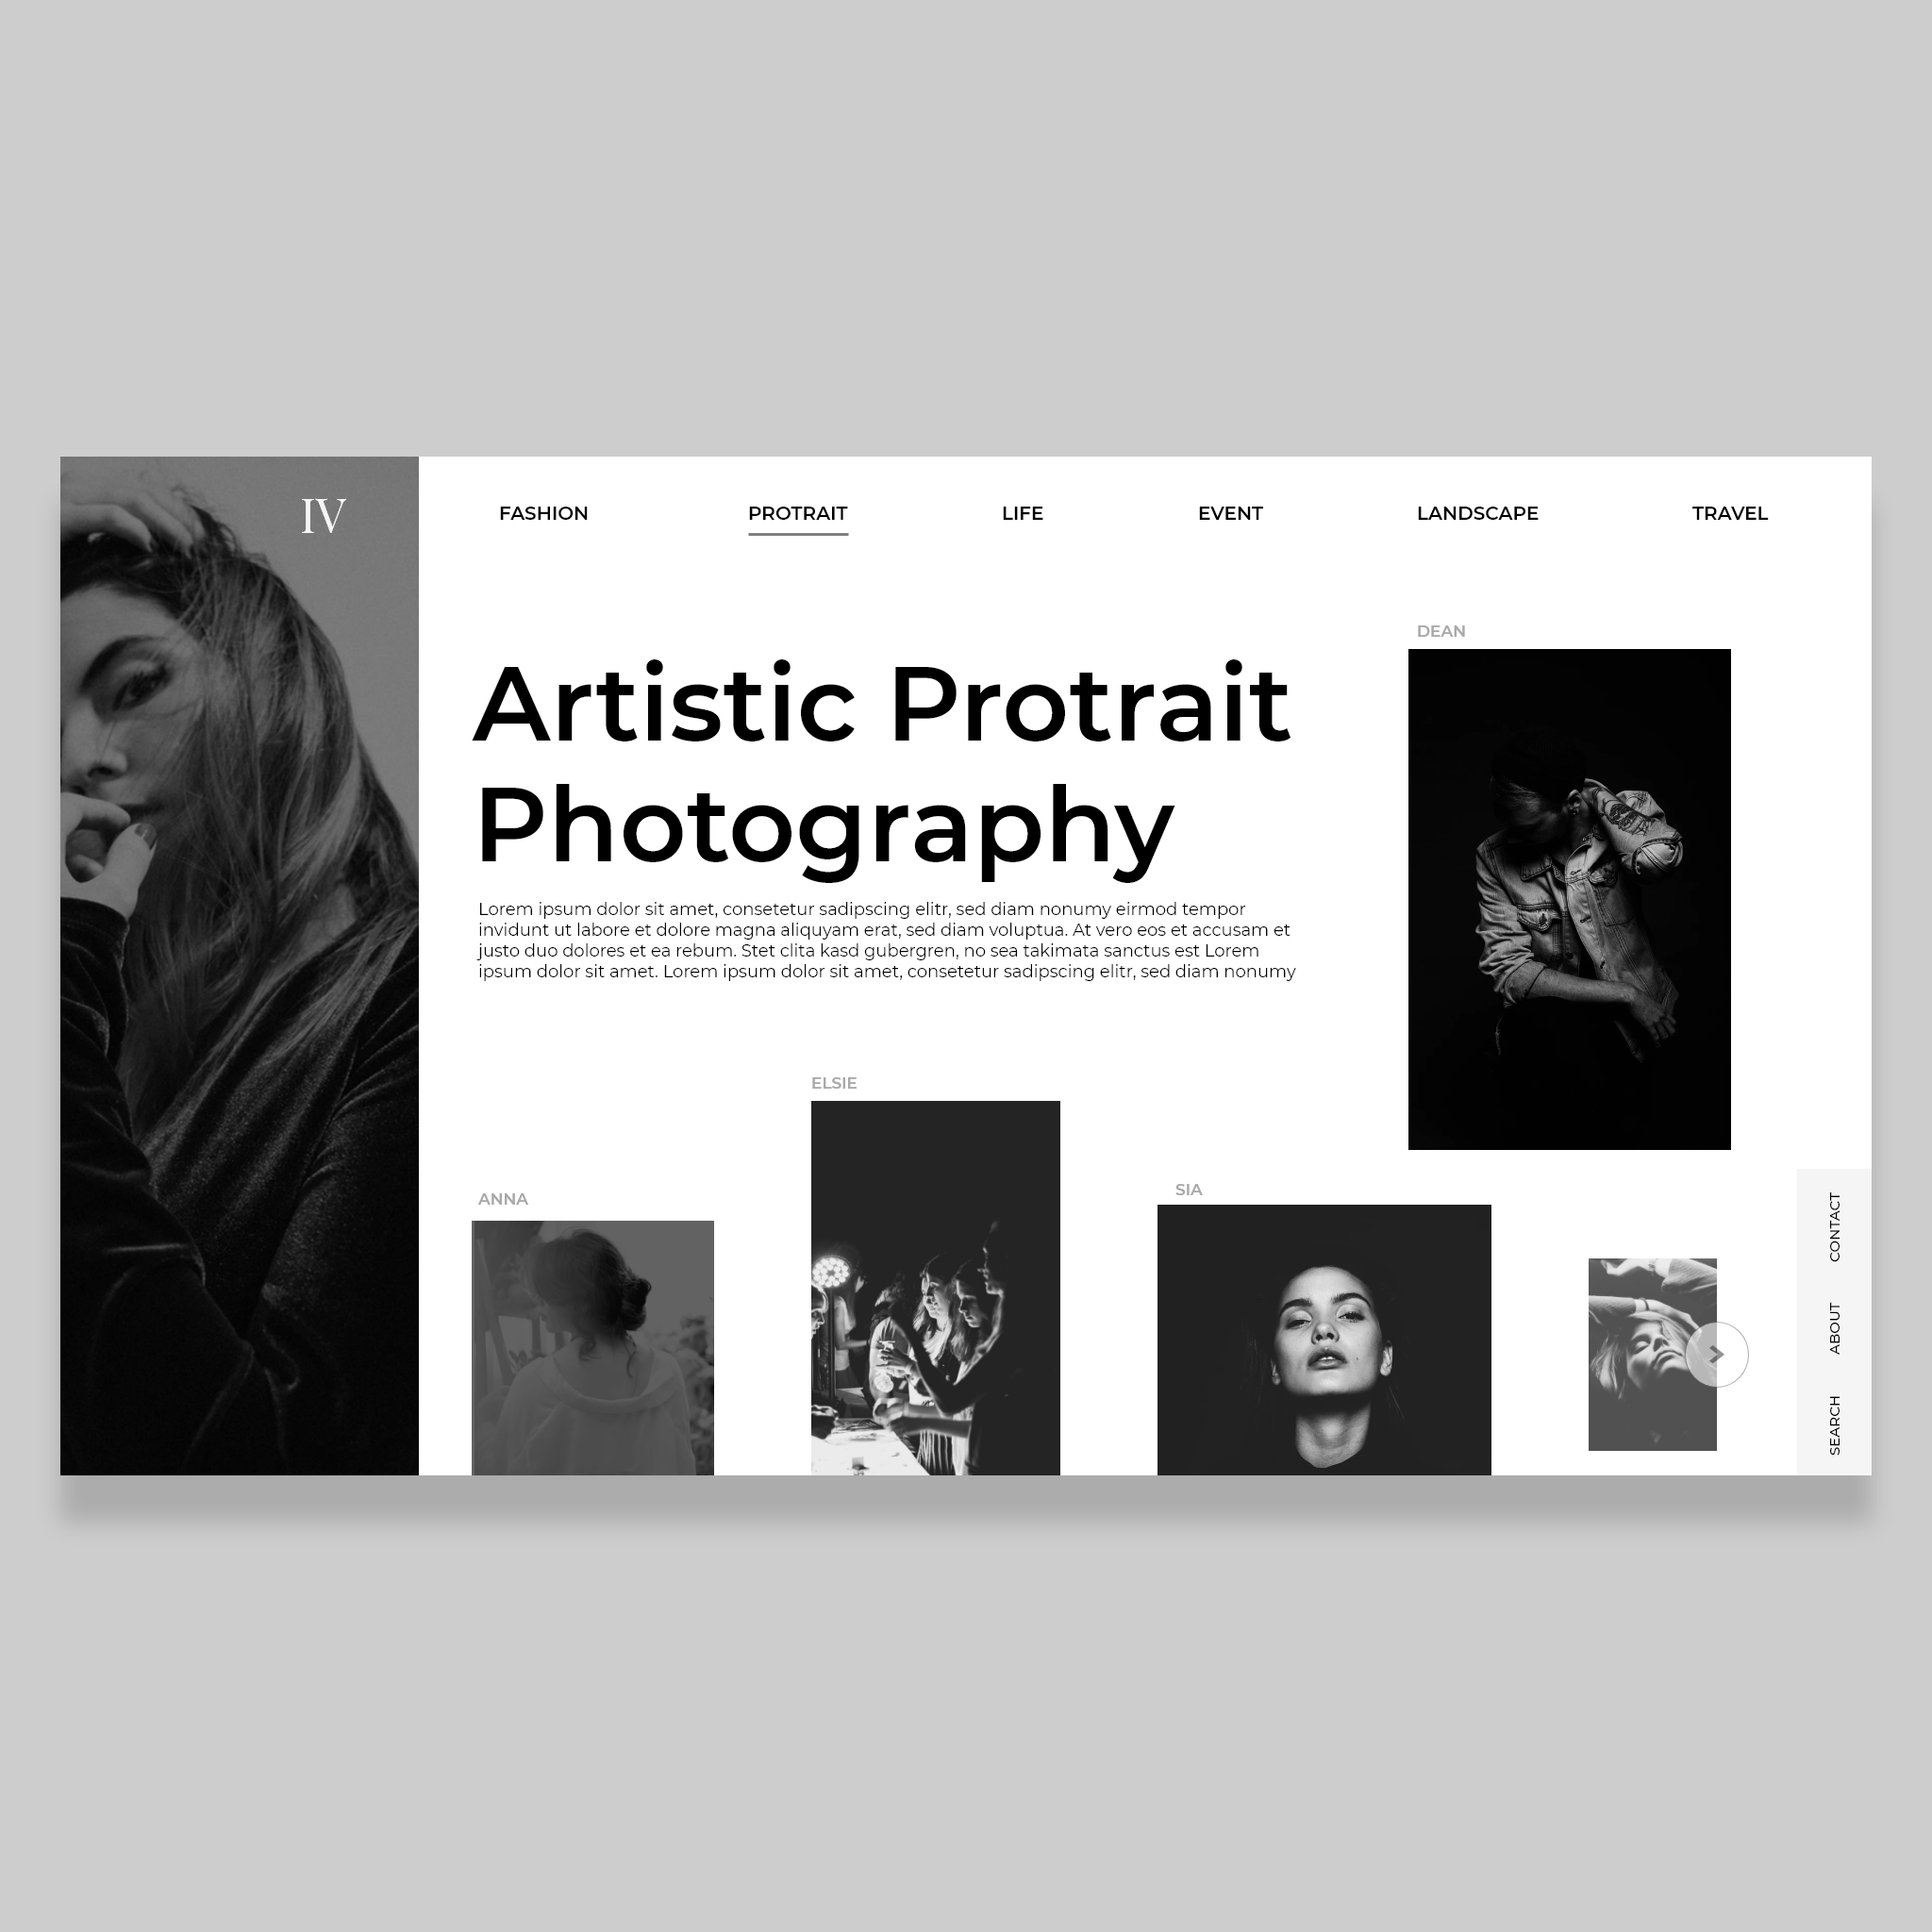 IV
FASHION
PROTRAIT
LIFE
EVENT
LANDSCAPE
TRAVEL
DEAN
Artistic Protrait
Photography
Lorem ipsum dolor sit amet, consetetur sadipscing elitr, sed diam nonumy eirmod tempor
invidunt ut labore et dolore magna aliquyam erat, sed diam voluptua. At vero eos et accusam et
justo duo dolores et ea rebum. Stet clita kasd gubergren, no sea takimata sanctus est Lorem
ipsum dolor sit amet. Lorem ipsum dolor sit amet, consetetur sadipscing elitr, sed diam nonumy
ELSIE
ANNA
SIA
CONTACT
ABOUT
SEARCH